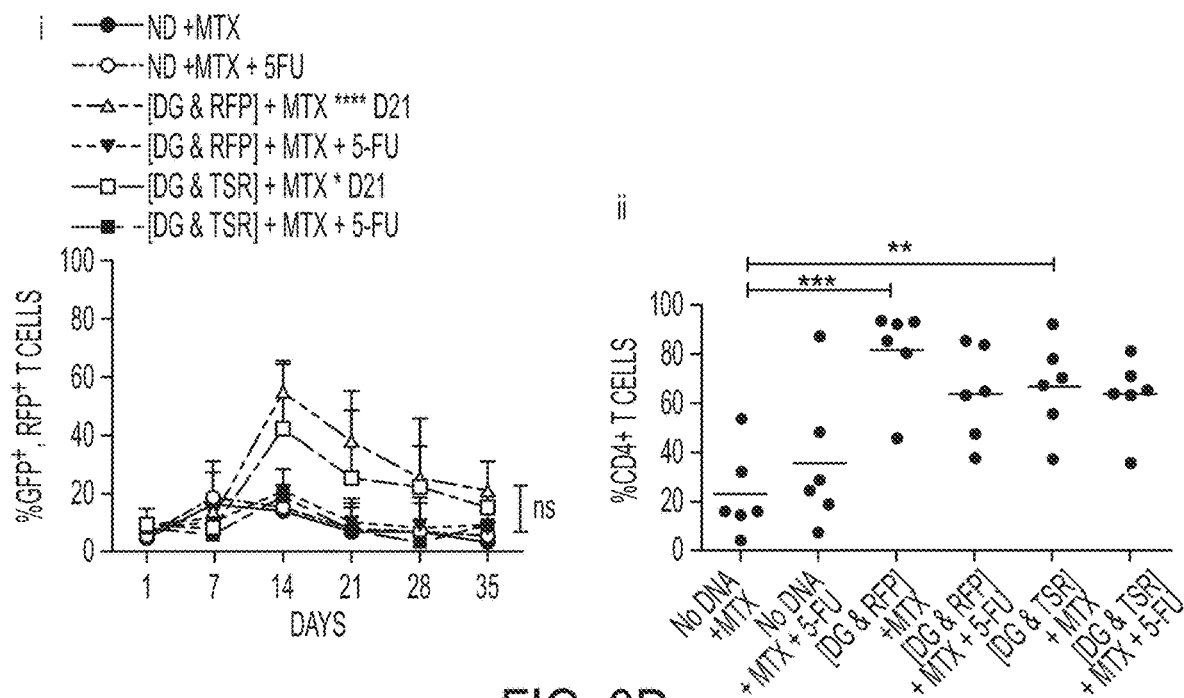 i
ND +MTX
ND +MTX + 5FU
[DG & RFP] + MTX **** D21
[DG & RFP] + MTX + 5-FU
[DG & TSR] + MTX * D21
[DG & TSR] + MTX + 5-FU
%GFP⁺, RFP⁺ T CELLS
100
80
60
40
20
0
ns
1 7 14 21 28 35
DAYS
ii
**
***
%CD4+ T CELLS
100
80
60
40
20
0
No DNA
+MTX
No DNA
+ MTX + 5-FU
[DG & RFP]
+MTX
[DG & RFP]
+ MTX + 5-FU
[DG & TSR]
+ MTX
[DG & TSR]
+ MTX + 5-FU